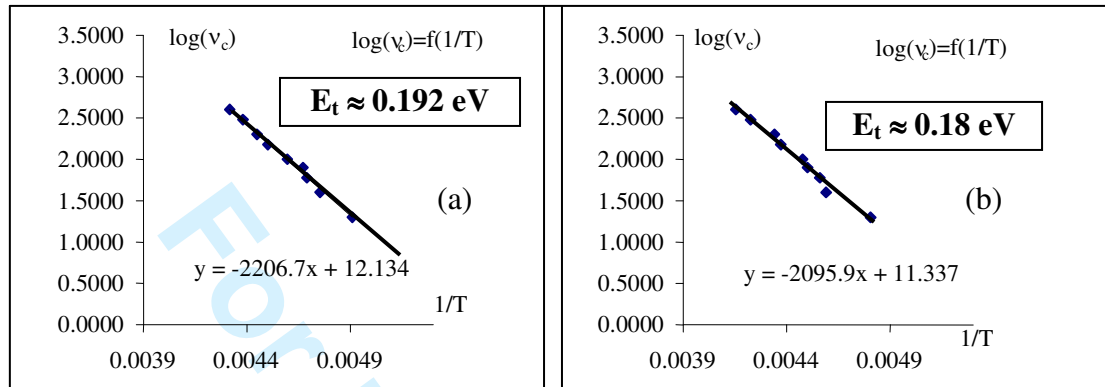 3.5000
3.0000
2.5000
2.0000
1.5000
1.0000
0.5000
0.0000
log(νc)
log(νc)=f(1/T)
Et ≈ 0.192 eV
(a)
y = -2206.7x + 12.134
1/T
0.0039 0.0044 0.0049
For
3.5000
3.0000
2.5000
2.0000
1.5000
1.0000
0.5000
0.0000
log(νc)
log(νc)=f(1/T)
Et ≈ 0.18 eV
(b)
y = -2095.9x + 11.337
1/T
0.0039 0.0044 0.0049